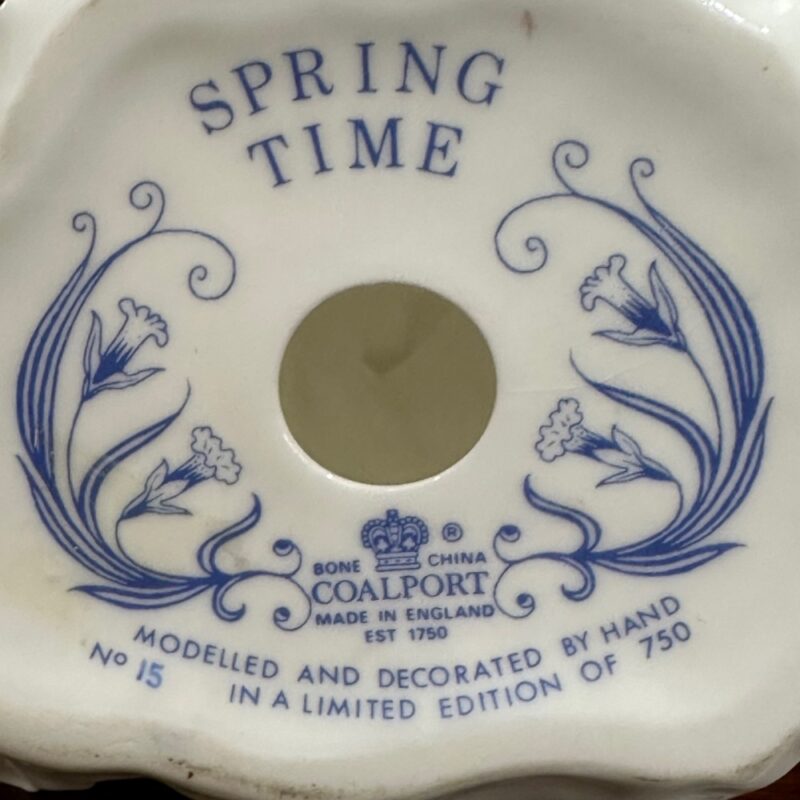 SPRING
TIME
®
BONE CHINA
COALPORT
MADE IN ENGLAND
EST 1750
MODELLED AND DECORATED BY HAND
No 15 IN A LIMITED EDITION OF 750